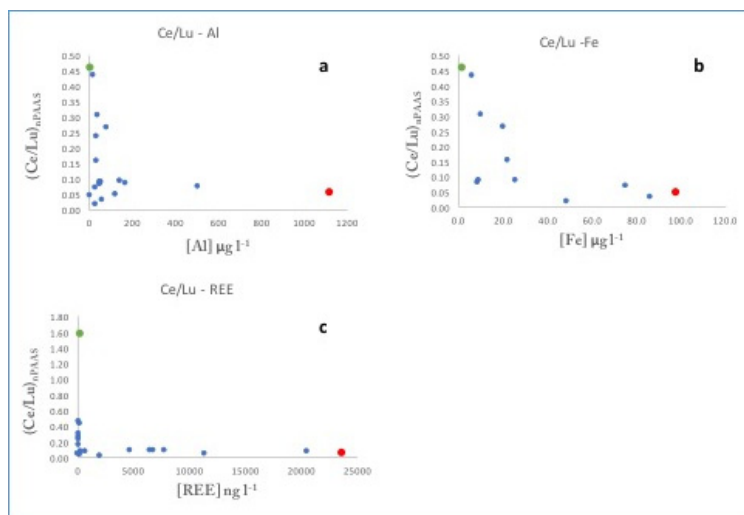 Ce/Lu - Al
a
(Ce/Lu)nPAAS
0.50
0.45
0.40
0.35
0.30
0.25
0.20
0.15
0.10
0.05
0.00
0 200 400 600 800 1000 1200
[Al] µg l-1
Ce/Lu -Fe
b
(Ce/Lu)nPAAS
0.50
0.45
0.40
0.35
0.30
0.25
0.20
0.15
0.10
0.05
0.00
0.0 20.0 40.0 60.0 80.0 100.0 120.0
[Fe] µg l-1
Ce/Lu - REE
c
(Ce/Lu)nPAAS
1.80
1.60
1.40
1.20
1.00
0.80
0.60
0.40
0.20
0.00
0 5000 10000 15000 20000 25000
[REE] ng l-1